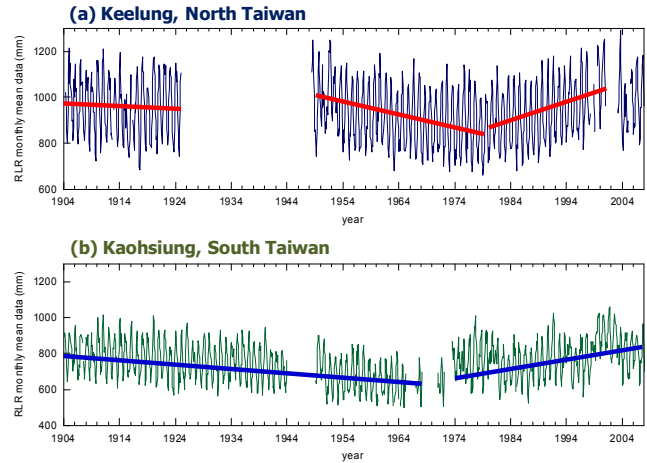 (a) Keelung, North Taiwan
RLR monthly mean data (mm)
1200
1000
800
600
1904 1914 1924 1934 1944 1954 1964 1974 1984 1994 2004
year
(b) Kaohsiung, South Taiwan
RLR monthly mean data (mm)
1200
1000
800
600
400
1904 1914 1924 1934 1944 1954 1964 1974 1984 1994 2004
year